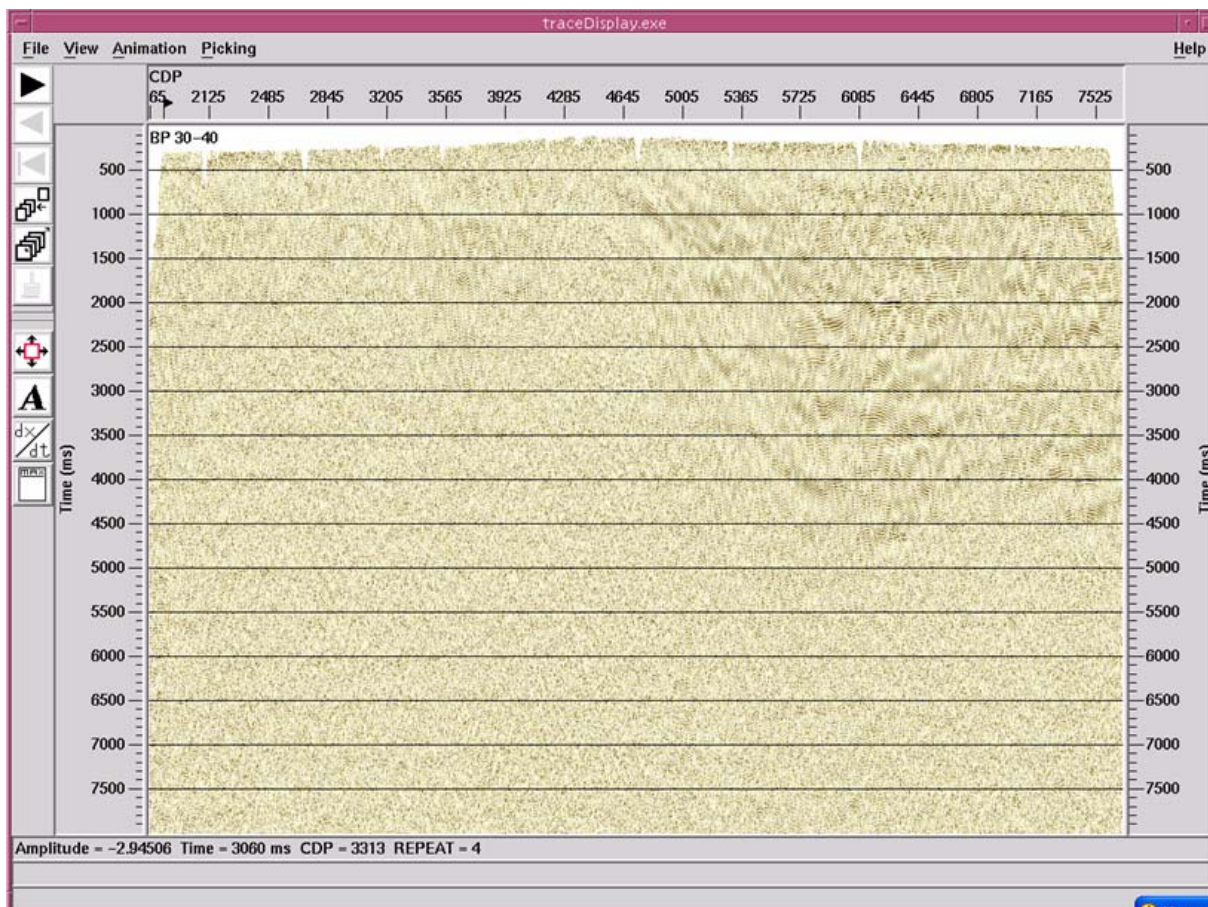 traceDisplay.exe
File View Animation Picking Help
CDP
65 2125 2485 2845 3205 3565 3925 4285 4645 5005 5365 5725 6085 6445 6805 7165 7525
BP 30-40
500 500
1000 1000
1500 1500
2000 2000
2500 2500
3000 3000
A
dx/dt
3500 3500
max
4000 4000
4500 4500
5000 5000
5500 5500
6000 6000
6500 6500
7000 7000
7500 7500
Time (ms)
Time (ms)
Amplitude = -2.94506 Time = 3060 ms CDP = 3313 REPEAT = 4